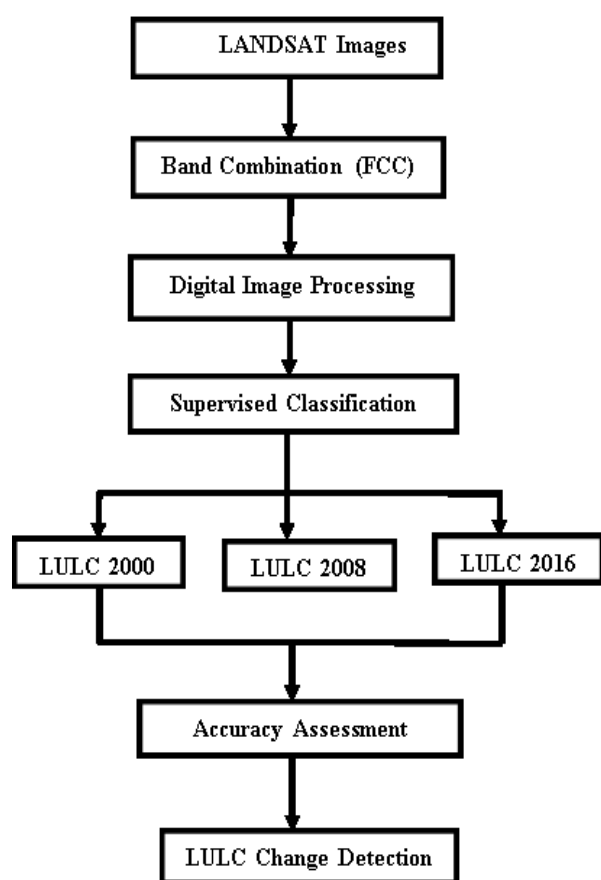 LANDSAT Images
Band Combination (FCC)
Digital Image Processing
Supervised Classification
LULC 2000
LULC 2008
LULC 2016
Accuracy Assessment
LULC Change Detection